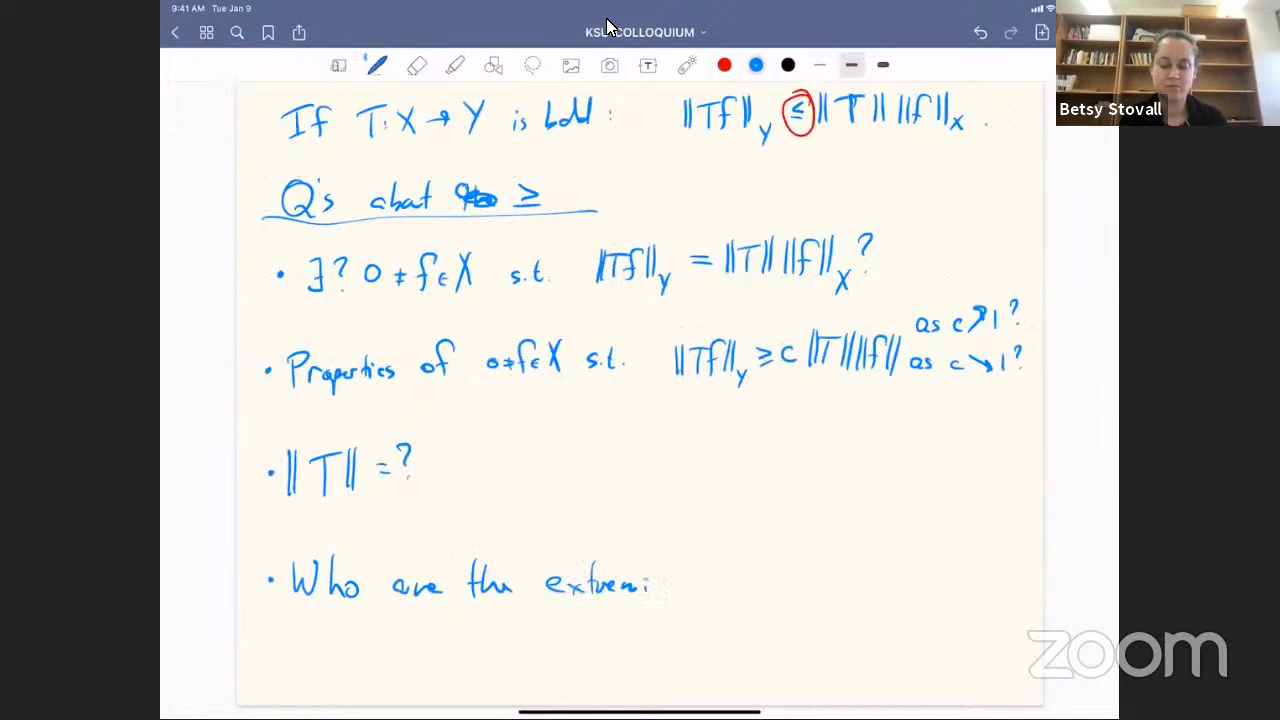 9:41 AM Tue Jan 9
KSU COLLOQUIUM
Betsy Stovall
If T: X → Y is bdd : ‖Tf‖_Y ≤ ‖T‖ ‖f‖_X .
Q's about ≥
• ∃? 0 ≠ f ∈ X s.t. ‖Tf‖_Y = ‖T‖ ‖f‖_X ?
• Properties of 0≠f∈X s.t. ‖Tf‖_Y ≥ c ‖T‖‖f‖ as c ↗ 1 ?
as c ↘ 1 ?
• ‖T‖ = ?
• Who are the extrem
zoom